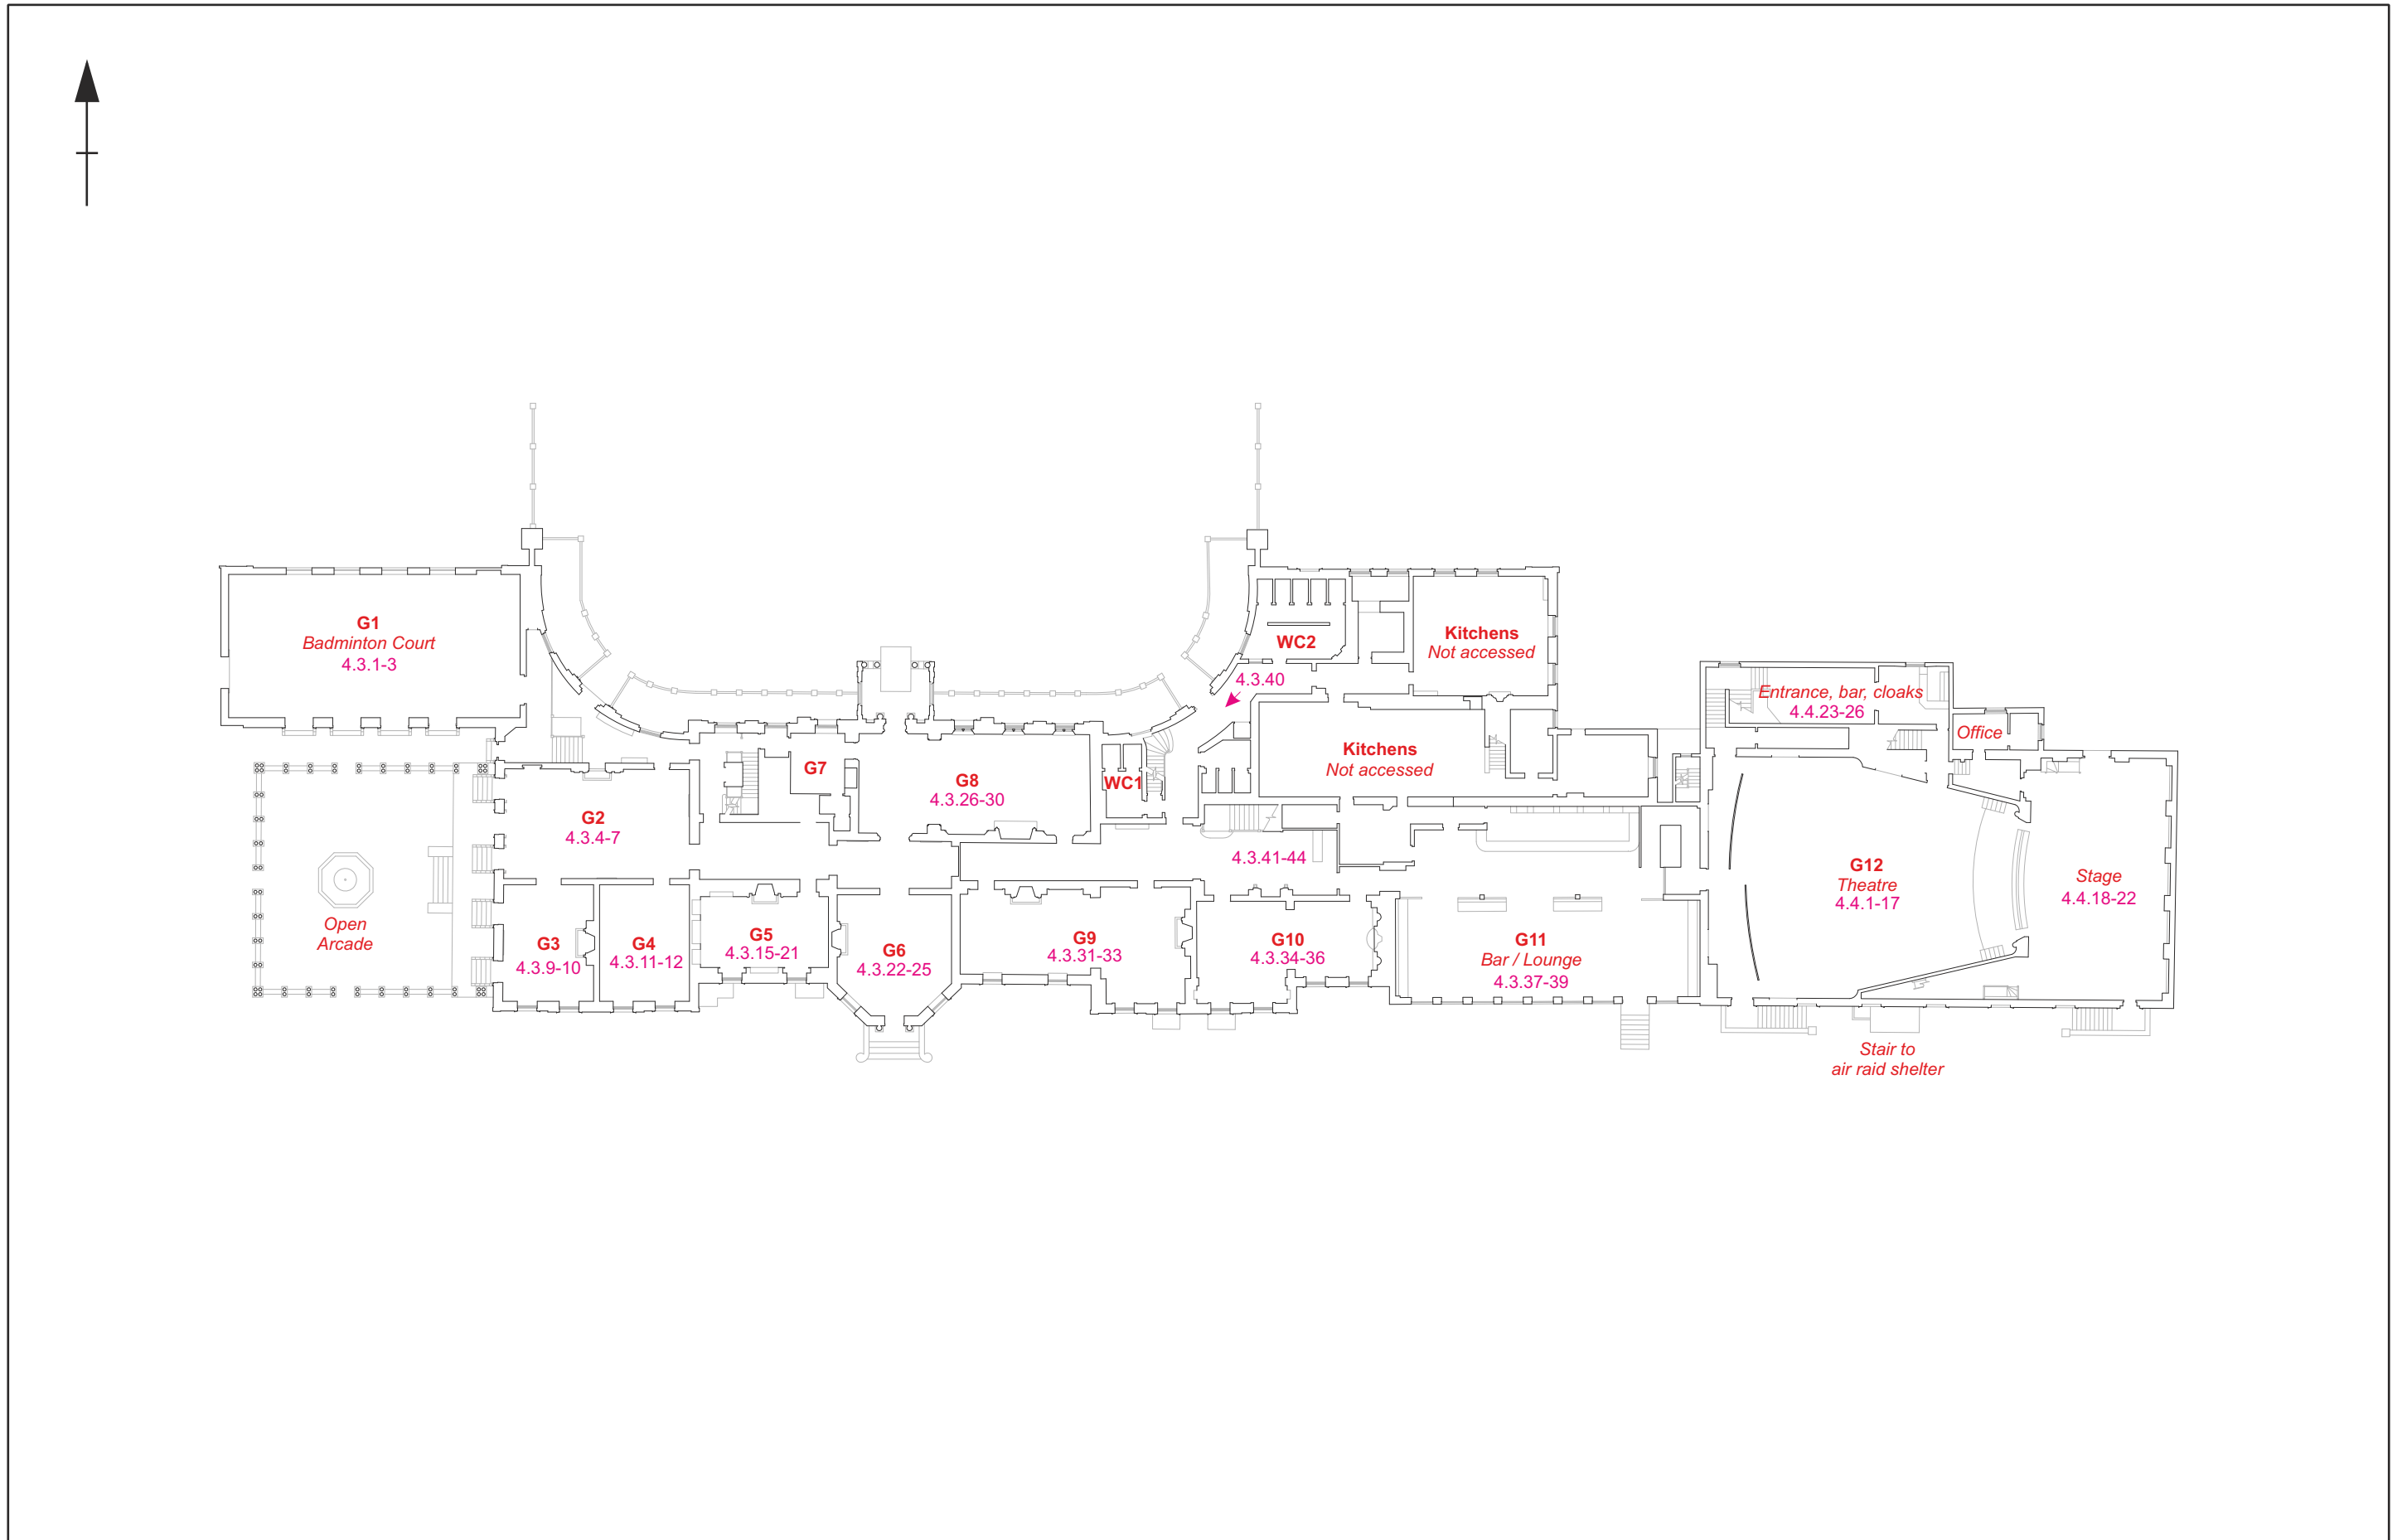 G1
Badminton Court
4.3.1-3
WC2
Kitchens
Not accessed
4.3.40
Entrance, bar, cloaks
4.4.23-26
Office
Kitchens
Not accessed
G7
G8
4.3.26-30
WC1
G2
4.3.4-7
4.3.41-44
G12
Theatre
4.4.1-17
Stage
4.4.18-22
Open
Arcade
G3
4.3.9-10
G4
4.3.11-12
G5
4.3.15-21
G6
4.3.22-25
G9
4.3.31-33
G10
4.3.34-36
G11
Bar / Lounge
4.3.37-39
Stair to
air raid shelter